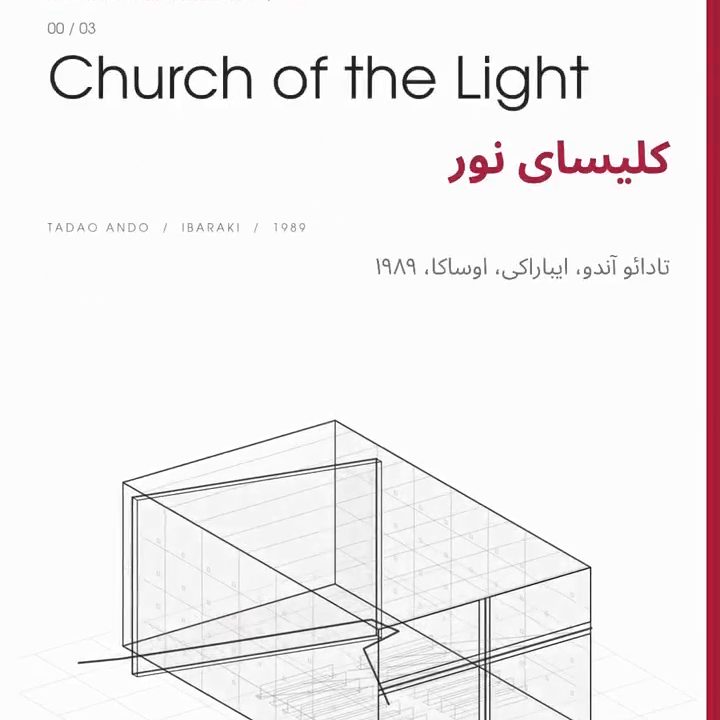 00 / 03
Church of the Light
کلیسای نور
TADAO ANDO / IBARAKI / 1989
تادائو آندو، ایباراکی، اوساکا، ۱۹۸۹